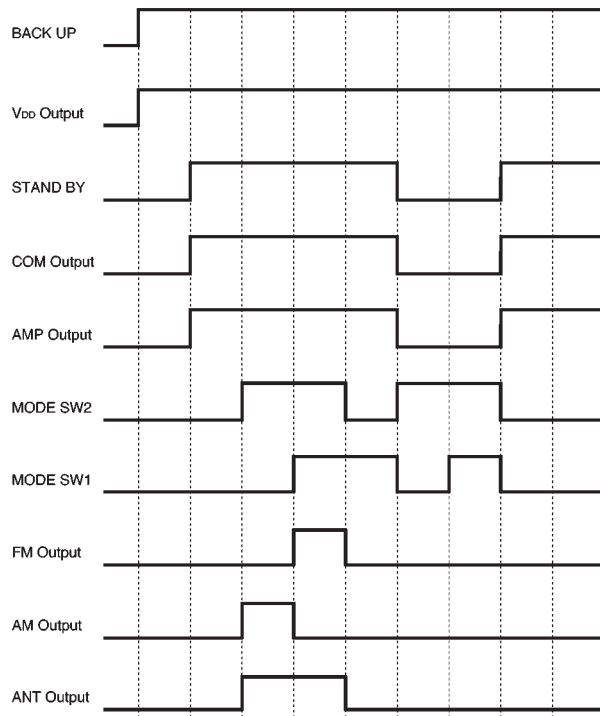 BACK UP
VDD Output
STAND BY
COM Output
AMP Output
MODE SW2
MODE SW1
FM Output
AM Output
ANT Output